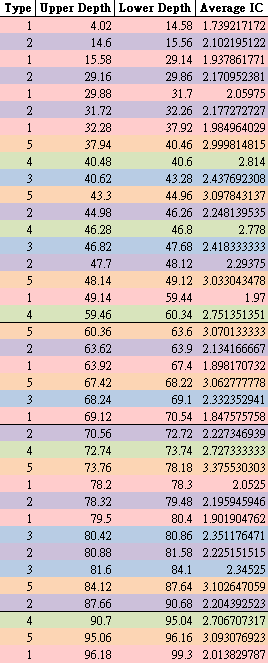 Type Upper Depth Lower Depth Average IC
1 4.02 14.58 1.739217172
2 14.6 15.56 2.102195122
1 15.58 29.14 1.937861771
2 29.16 29.86 2.170952381
1 29.88 31.7 2.05975
2 31.72 32.26 2.177272727
1 32.28 37.92 1.984964029
5 37.94 40.46 2.999814815
4 40.48 40.6 2.814
3 40.62 43.28 2.437692308
5 43.3 44.96 3.097843137
2 44.98 46.26 2.248139535
4 46.28 46.8 2.778
3 46.82 47.68 2.418333333
2 47.7 48.12 2.29375
5 48.14 49.12 3.033043478
1 49.14 59.44 1.97
4 59.46 60.34 2.751351351
5 60.36 63.6 3.070133333
2 63.62 63.9 2.134166667
1 63.92 67.4 1.898170732
5 67.42 68.22 3.062777778
3 68.24 69.1 2.332352941
1 69.12 70.54 1.847575758
2 70.56 72.72 2.227346939
4 72.74 73.74 2.727333333
5 73.76 78.18 3.375530303
1 78.2 78.3 2.0525
2 78.32 79.48 2.195945946
1 79.5 80.4 1.901904762
3 80.42 80.86 2.351176471
2 80.88 81.58 2.225151515
3 81.6 84.1 2.34525
5 84.12 87.64 3.102647059
2 87.66 90.68 2.204392523
4 90.7 95.04 2.706707317
5 95.06 96.16 3.093076923
1 96.18 99.3 2.013829787